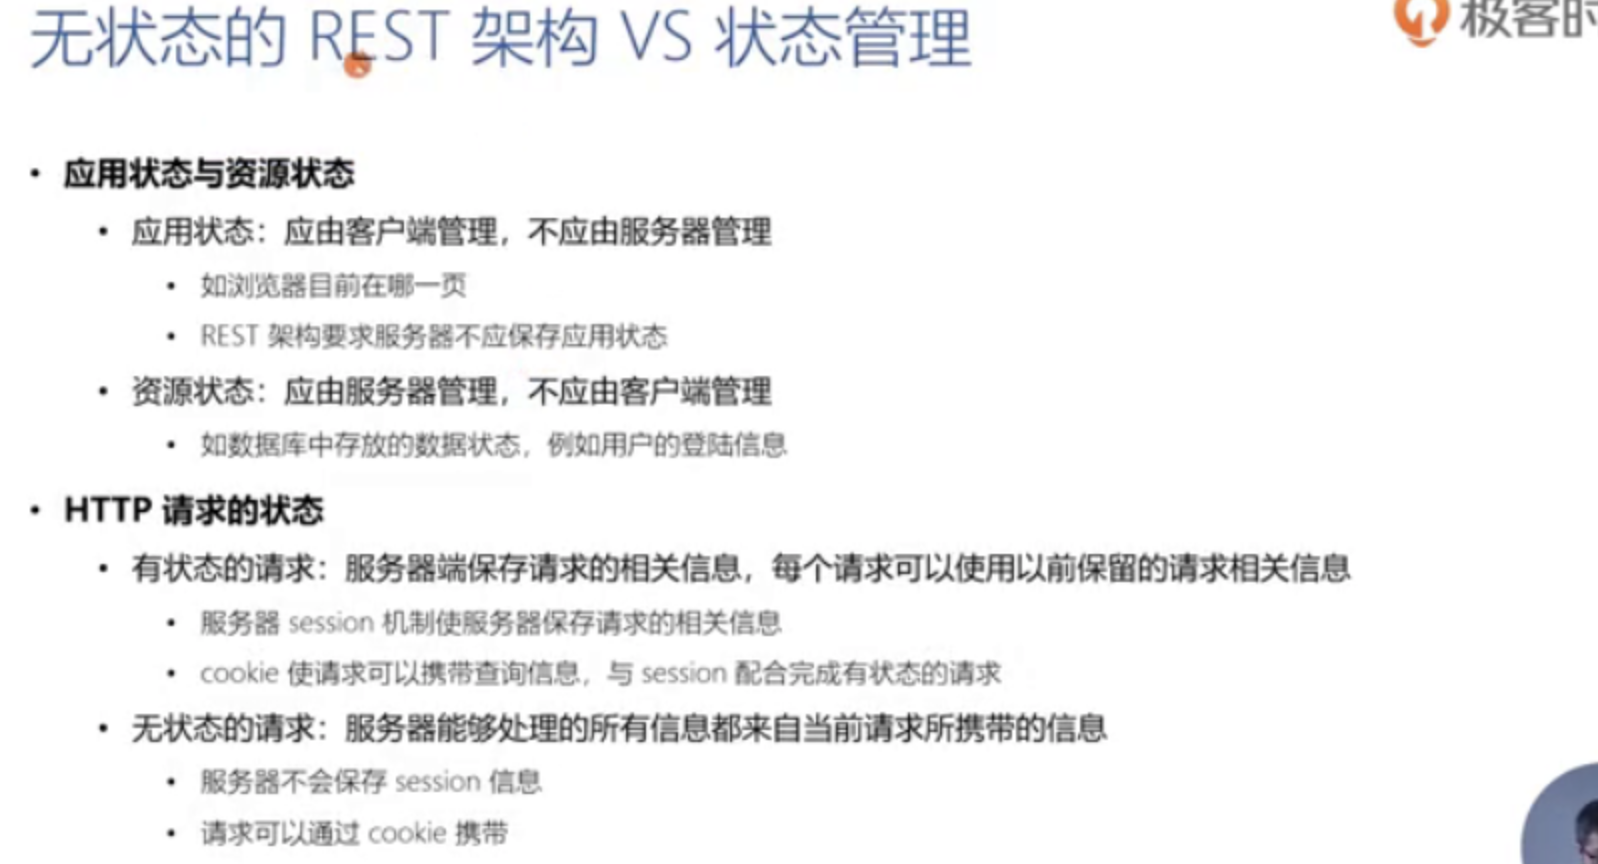 无状态的 REST 架构 VS 状态管理
极客时
• 应用状态与资源状态
• 应用状态：应由客户端管理，不应由服务器管理
• 如浏览器目前在哪一页
• REST 架构要求服务器不应保存应用状态
• 资源状态：应由服务器管理，不应由客户端管理
• 如数据库中存放的数据状态，例如用户的登陆信息
• HTTP 请求的状态
• 有状态的请求：服务器端保存请求的相关信息，每个请求可以使用以前保留的请求相关信息
• 服务器 session 机制使服务器保存请求的相关信息
• cookie 使请求可以携带查询信息，与 session 配合完成有状态的请求
• 无状态的请求：服务器能够处理的所有信息都来自当前请求所携带的信息
• 服务器不会保存 session 信息
• 请求可以通过 cookie 携带